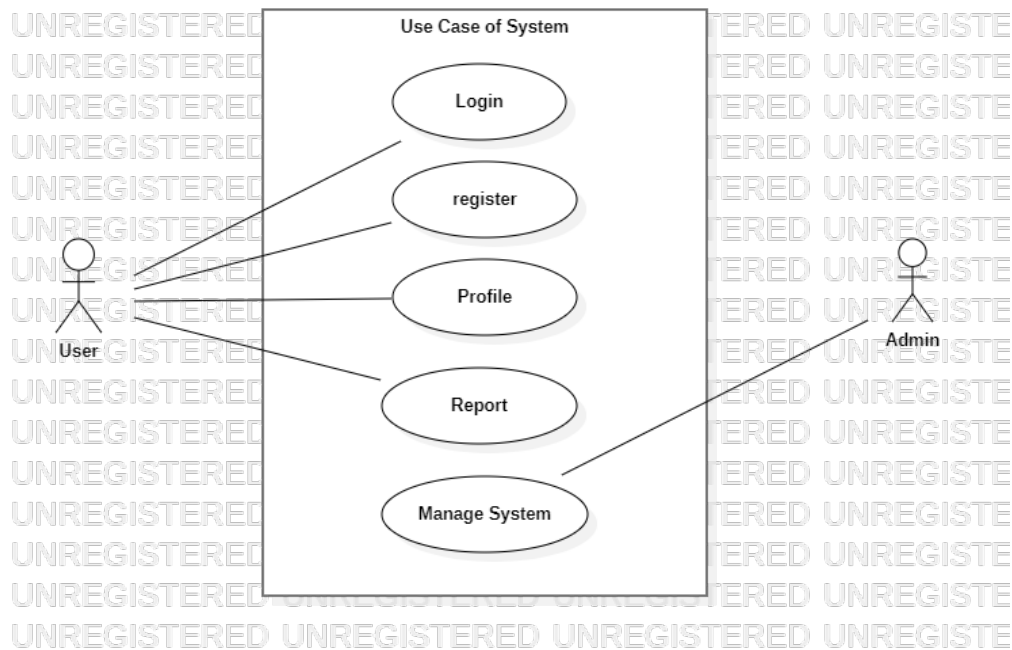 Use Case of System
Login
register
Profile
Report
Manage System
User
Admin
UNREGISTERED UNREGISTERED UNREGISTERED UNREGISTE